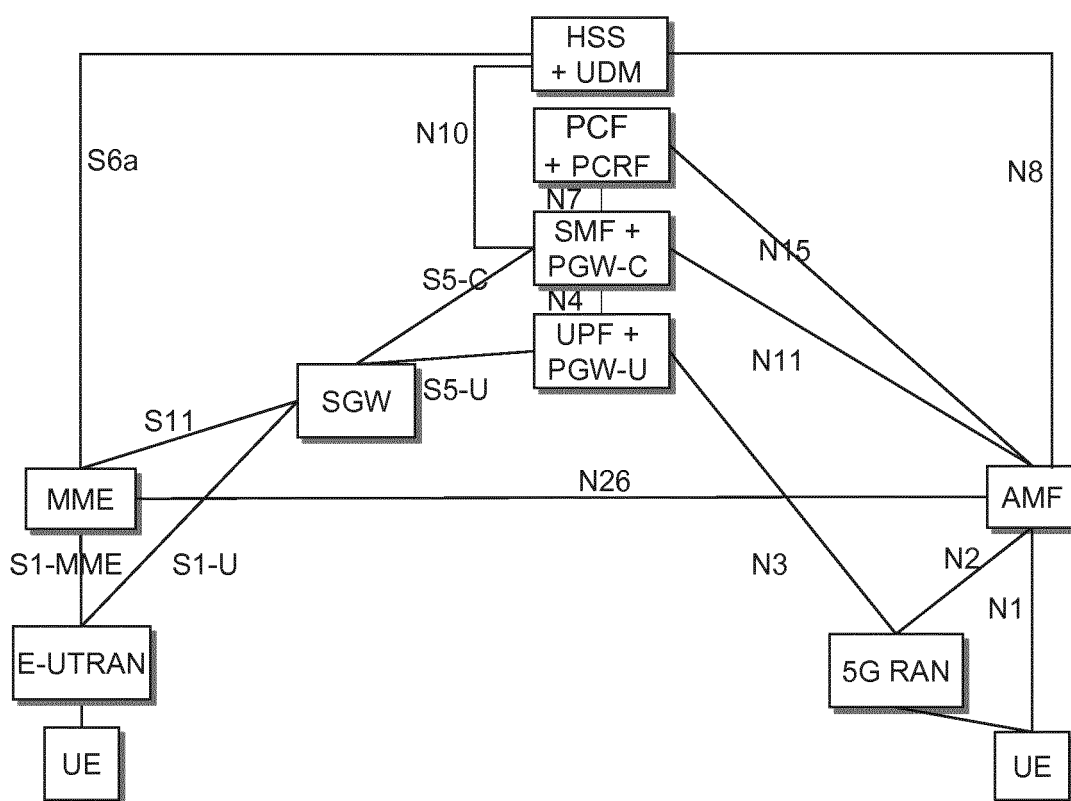 HSS
+ UDM
N10
PCF
+ PCRF
S6a
N8
N7
SMF +
PGW-C
N15
S5-C
N4
UPF +
PGW-U
N11
S5-U
SGW
S11
N26
MME
AMF
S1-MME
S1-U
N3
N2
N1
E-UTRAN
5G RAN
UE
UE